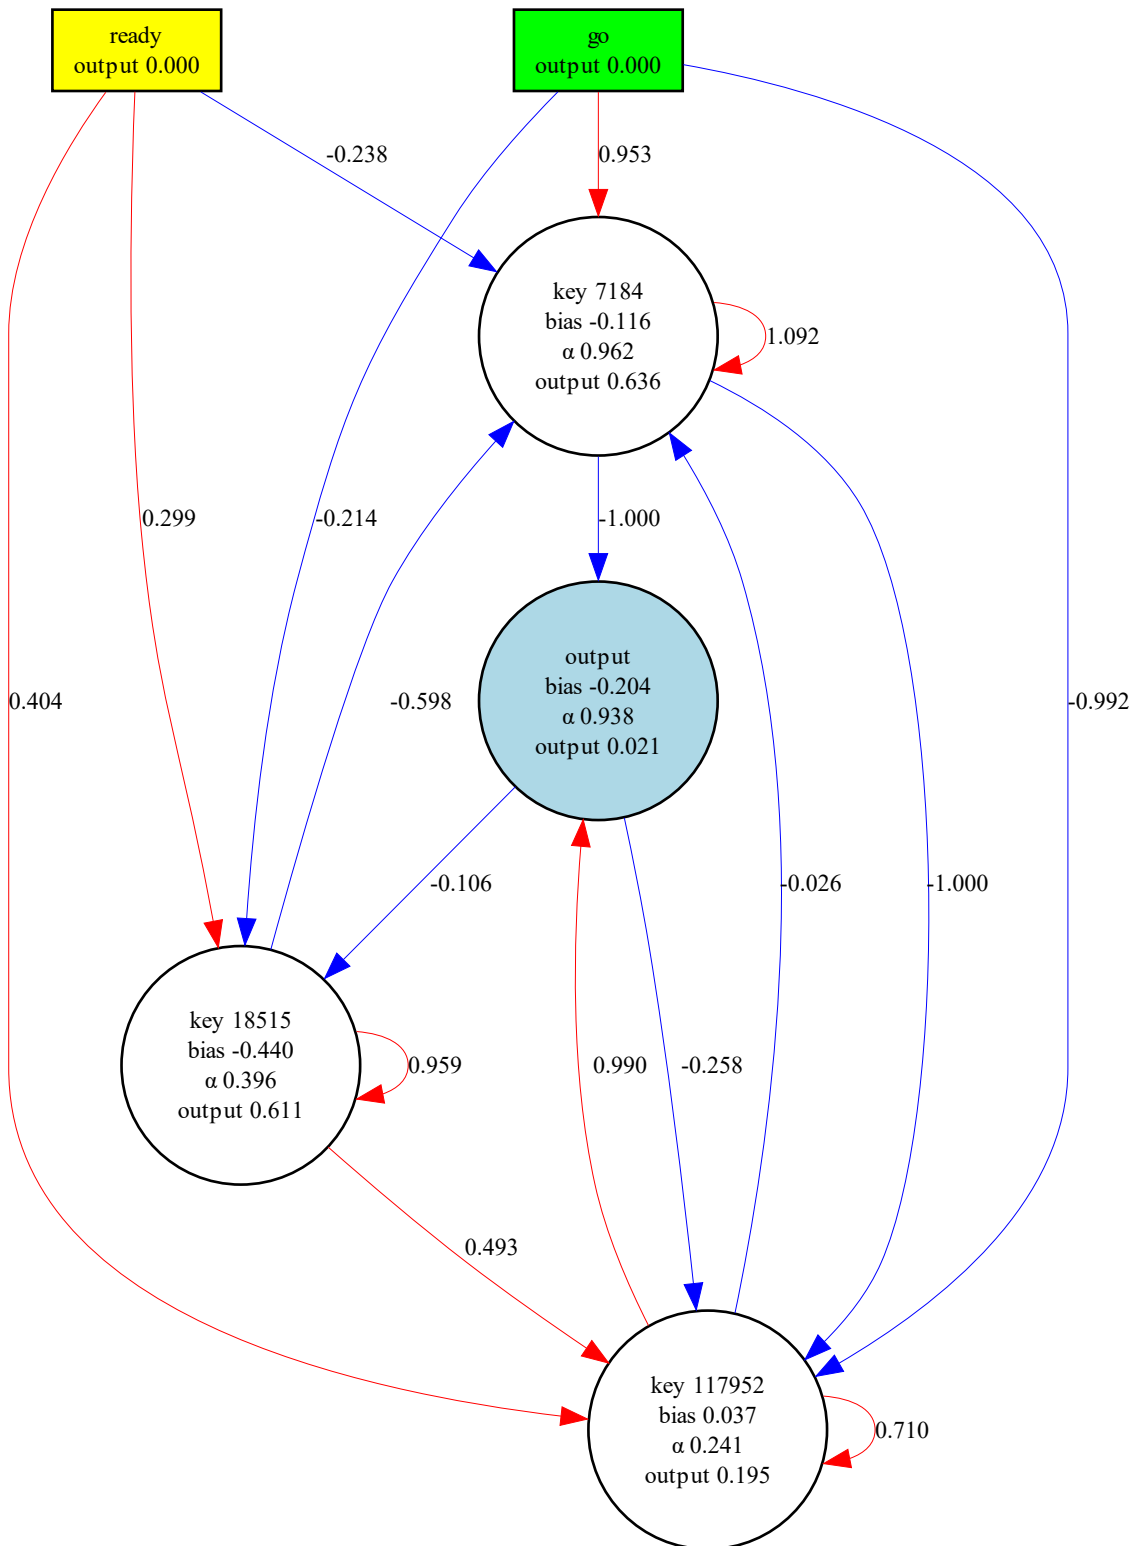 ready
output 0.000
go
output 0.000
-0.238
0.953
key 7184
bias -0.116
α 0.962
output 0.636
1.092
0.299
-0.214
-1.000
output
bias -0.204
α 0.938
output 0.021
0.404
-0.598
-0.992
-0.106
-0.026
-1.000
key 18515
bias -0.440
α 0.396
output 0.611
0.959
0.990
-0.258
0.493
key 117952
bias 0.037
α 0.241
output 0.195
0.710